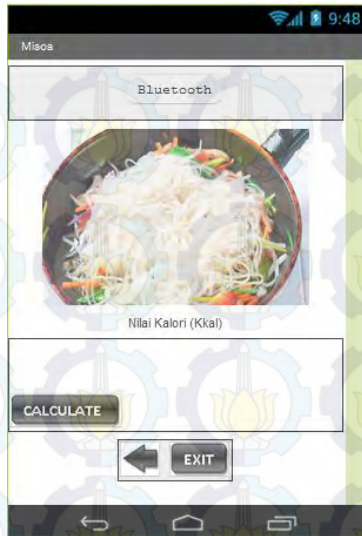 9:48
Misoa
Bluetooth
Nilai Kalori (Kkal)
CALCULATE
EXIT